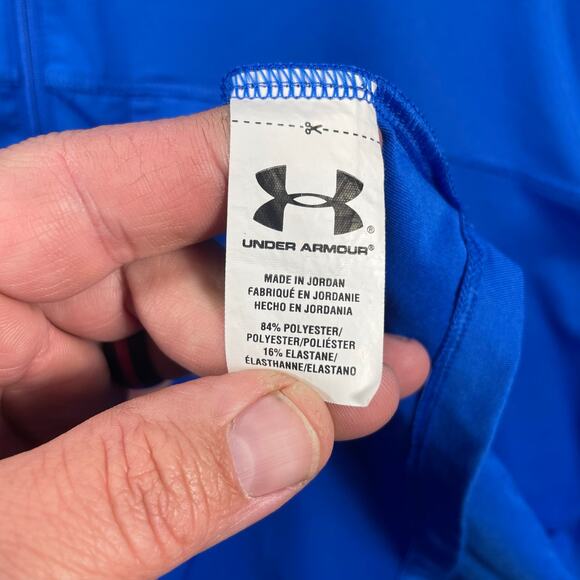 UNDER ARMOUR®
MADE IN JORDAN
FABRIQUÉ EN JORDANIE
HECHO EN JORDANIA
84% POLYESTER/
POLYESTER/POLIÉSTER
16% ELASTANE/
ÉLASTHANNE/ELASTANO